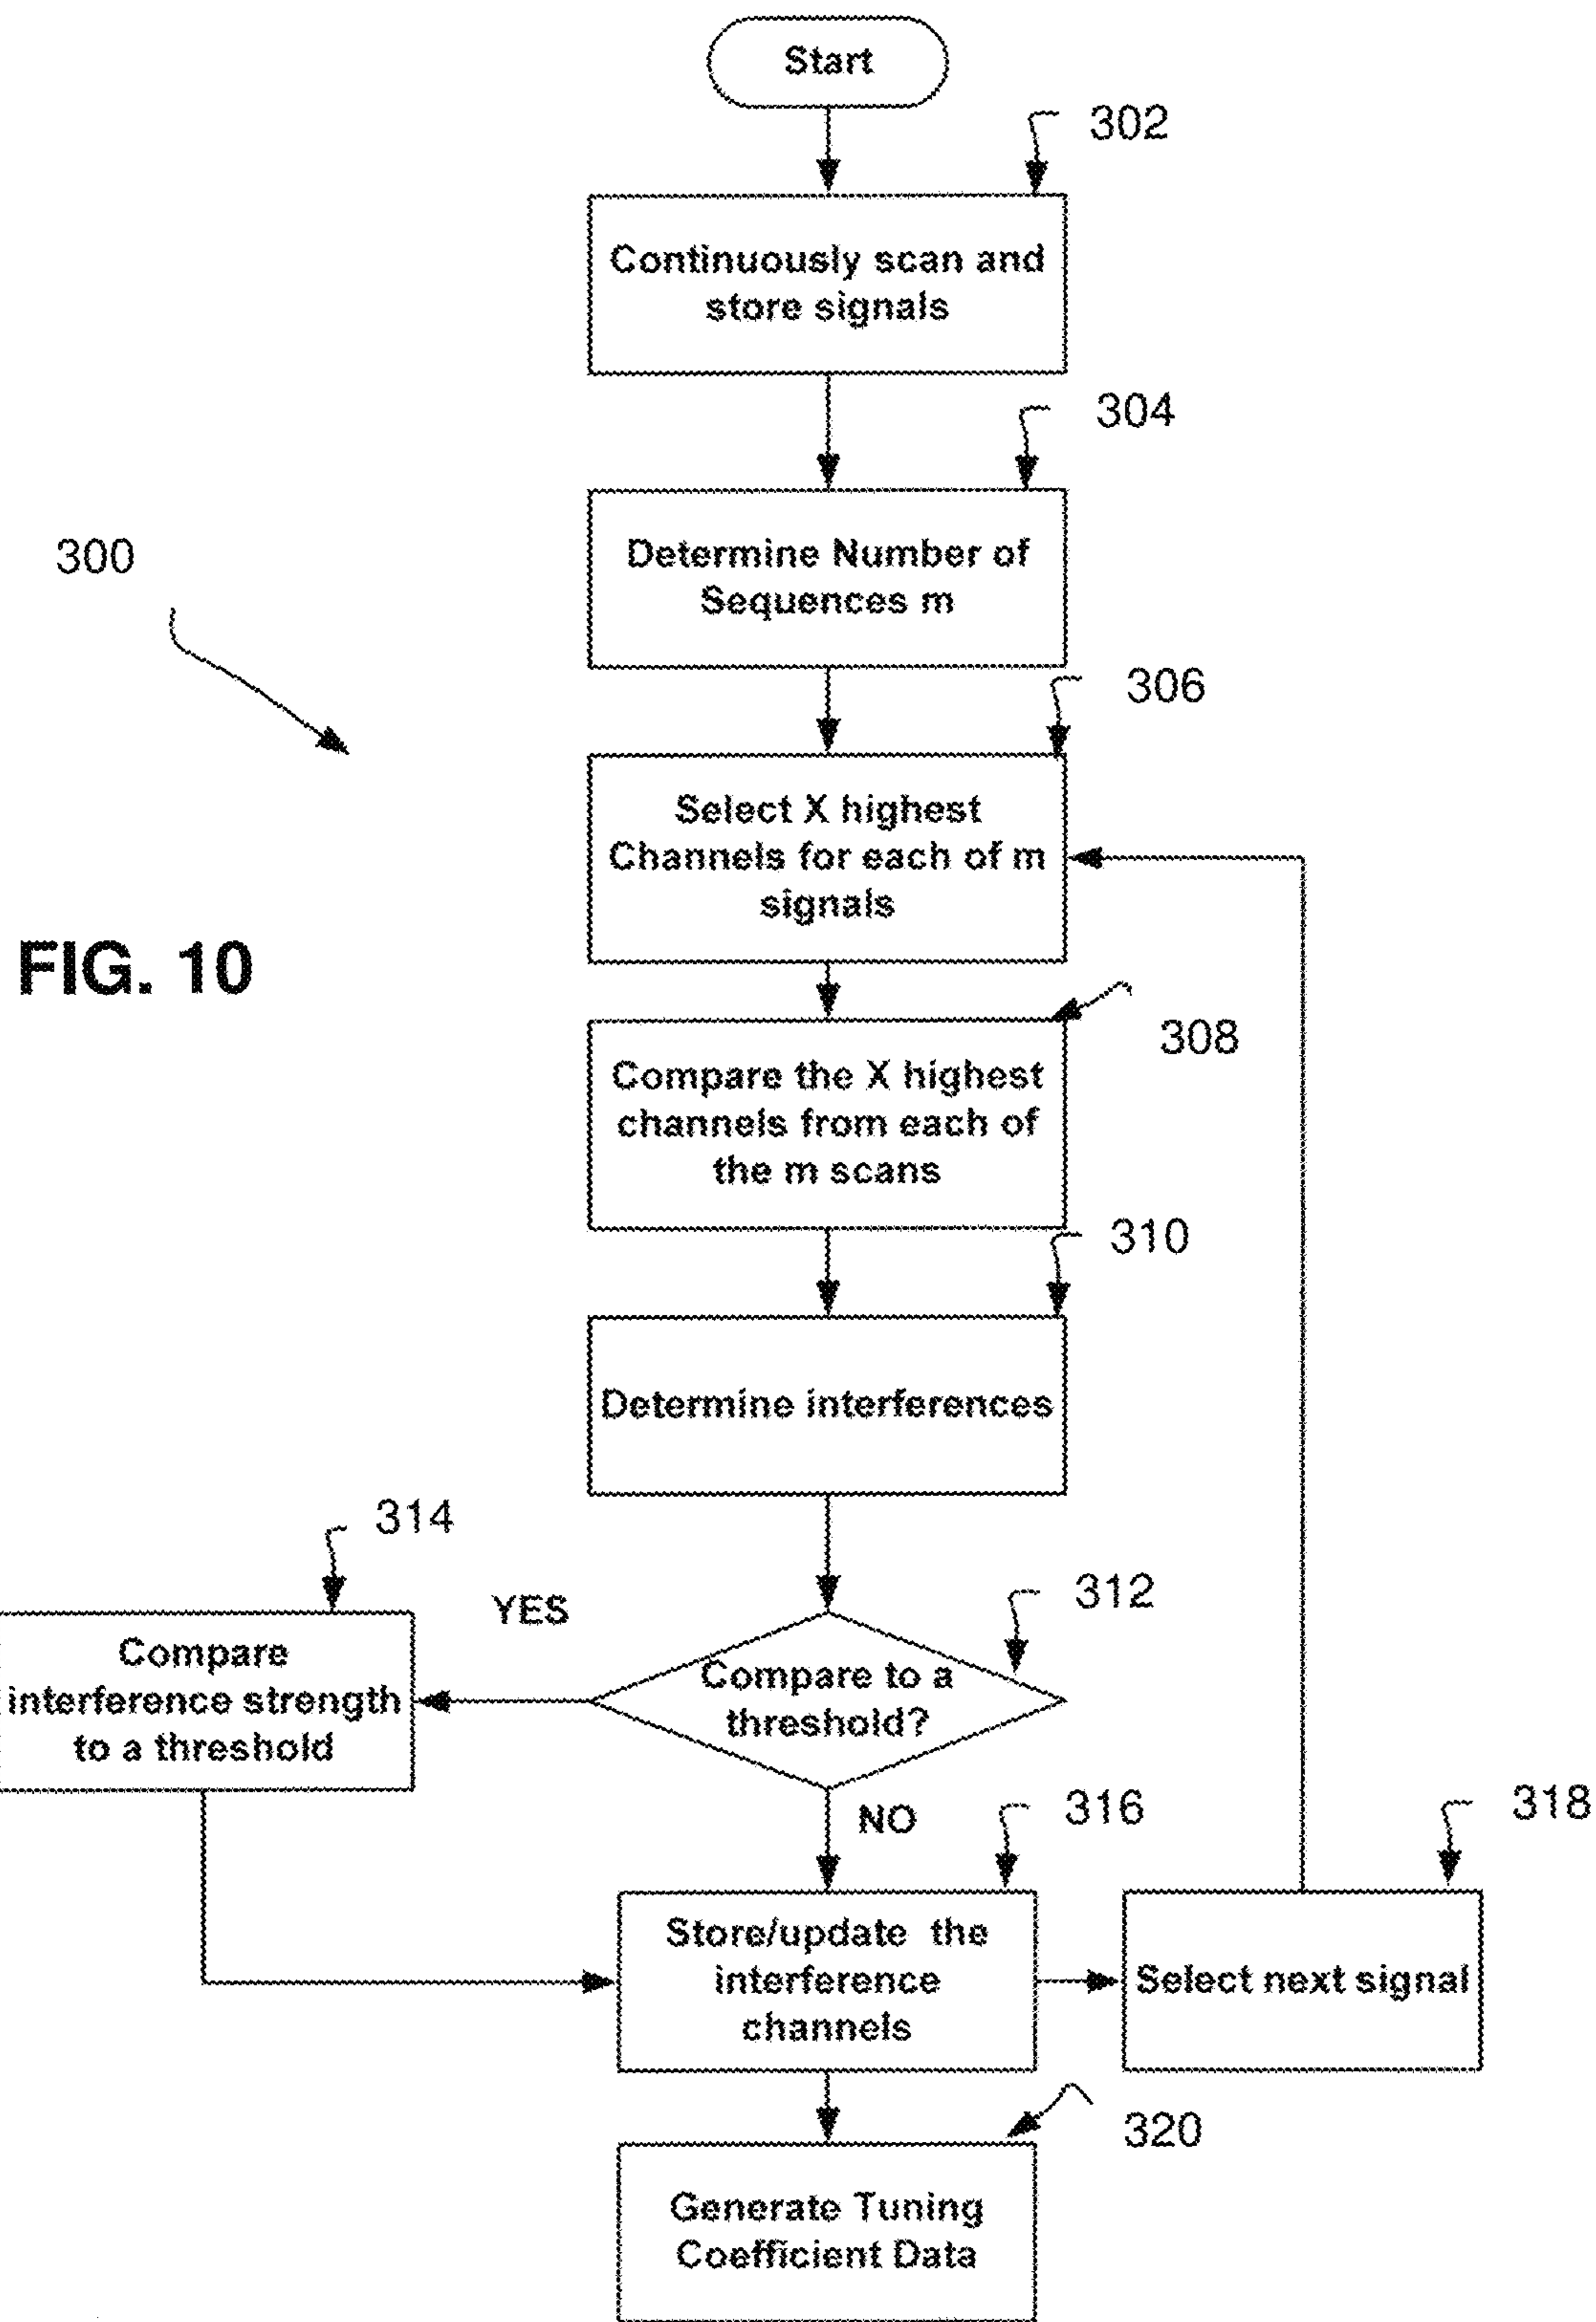 Start
302
Continuously scan and
store signals
304
Determine Number of
Sequences m
300
306
Select X highest
Channels for each of m
signals
FIG. 10
308
Compare the X highest
channels from each of
the m scans
310
Determine interferences
314
312
YES
Compare
interference strength
to a threshold
Compare to a
threshold?
NO
316
318
Store/update the
interference
channels
Select next signal
320
Generate Tuning
Coefficient Data